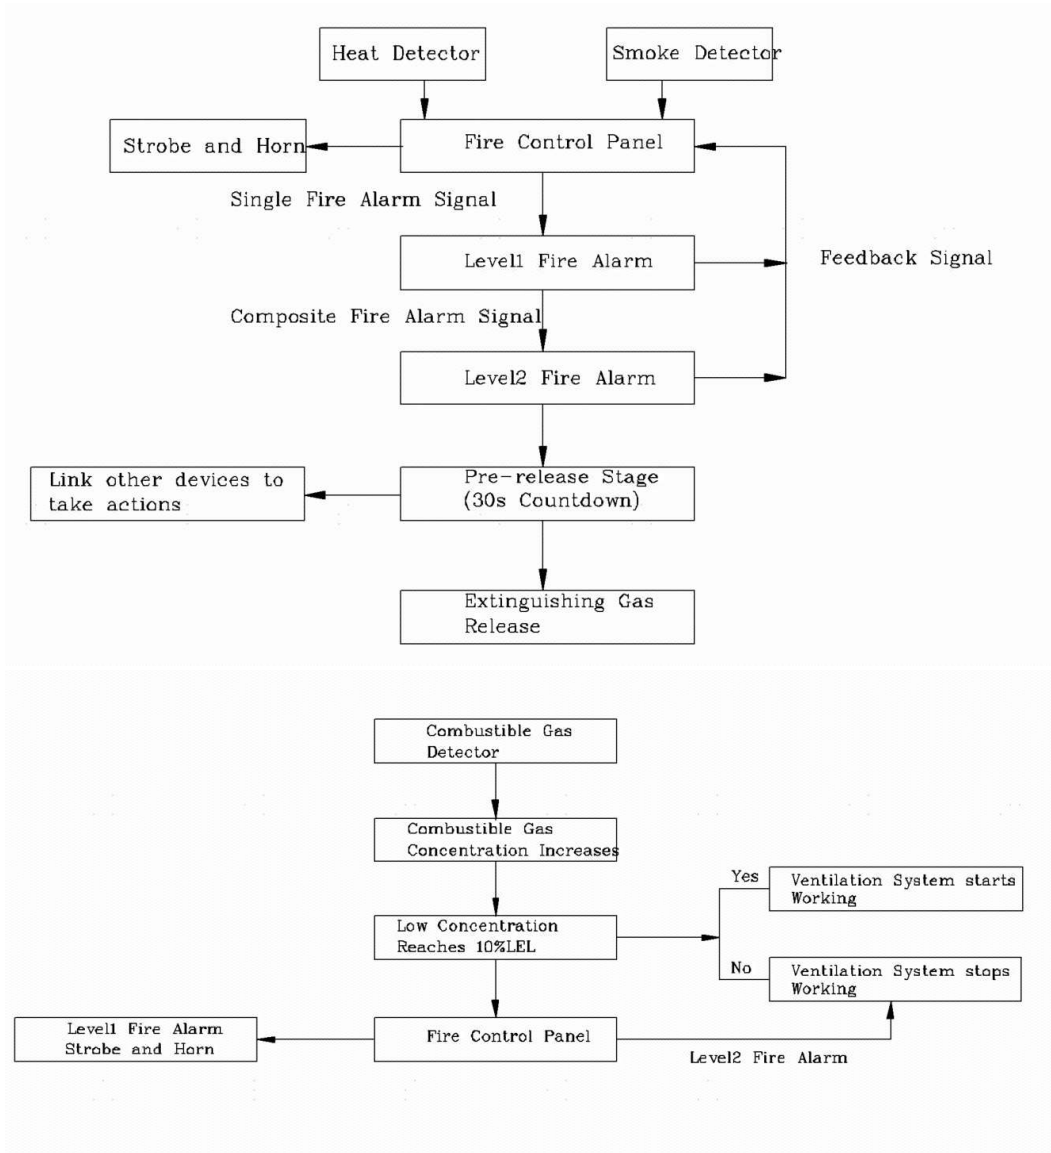 Heat Detector
Smoke Detector
Strobe and Horn
Fire Control Panel
Single Fire Alarm Signal
Level1 Fire Alarm
Feedback Signal
Composite Fire Alarm Signal
Level2 Fire Alarm
Link other devices to
take actions
Pre-release Stage
(30s Countdown)
Extinguishing Gas
Release
Combustible Gas
Detector
Combustible Gas
Concentration Increases
Yes
Ventilation System starts
Working
Low Concentration
Reaches 10%LEL
No
Ventilation System stops
Working
Level1 Fire Alarm
Strobe and Horn
Fire Control Panel
Level2 Fire Alarm